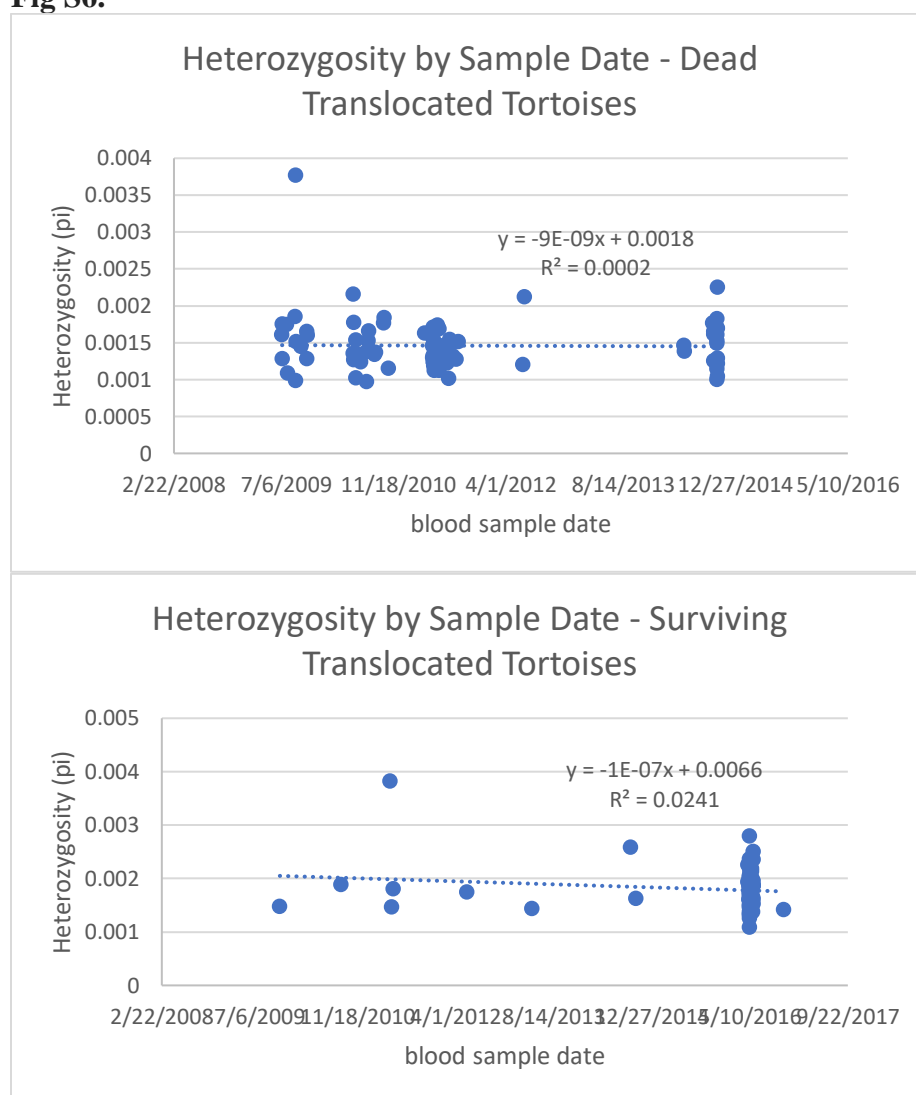 Fig S6.
Heterozygosity by Sample Date - Dead
Translocated Tortoises
0.004
0.0035
0.003
0.0025
0.002
0.0015
0.001
0.0005
0
Heterozygosity (pi)
y = -9E-09x + 0.0018
R² = 0.0002
2/22/2008 7/6/2009 11/18/2010 4/1/2012 8/14/2013 12/27/2014 5/10/2016
blood sample date
Heterozygosity by Sample Date - Surviving
Translocated Tortoises
0.005
0.004
0.003
0.002
0.001
0
Heterozygosity (pi)
y = -1E-07x + 0.0066
R² = 0.0241
2/22/2008 7/6/2009 11/18/2010 4/1/2012 8/14/2013 12/27/2014 5/10/2016 9/22/2017
blood sample date